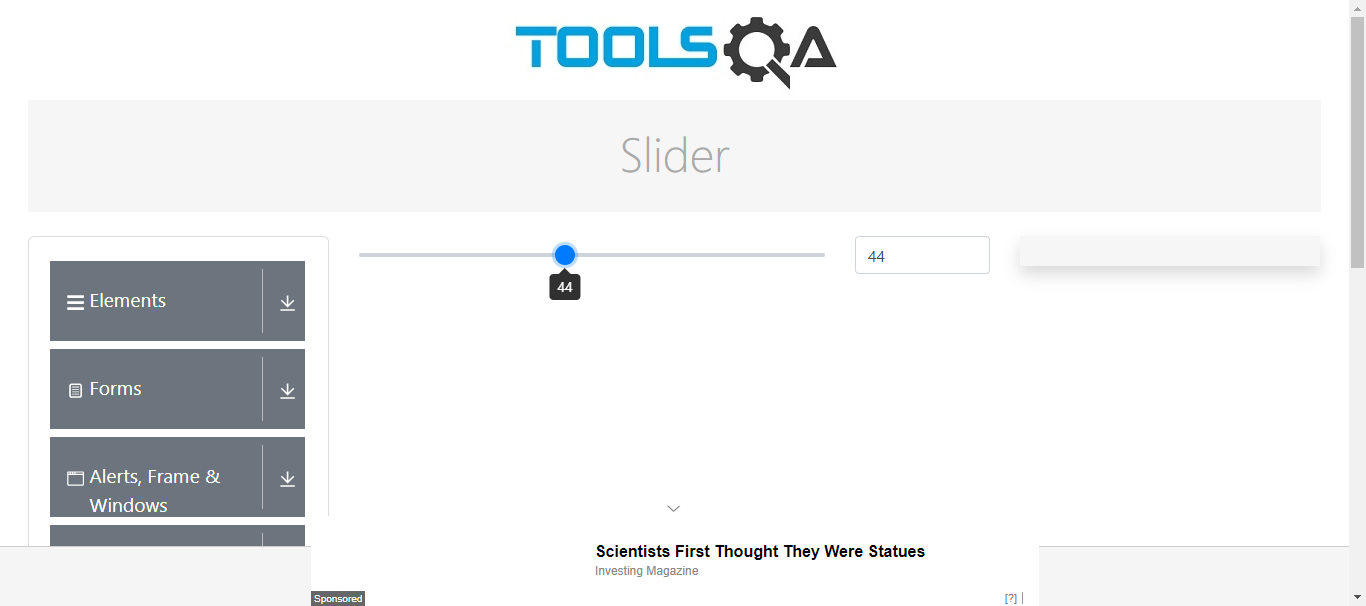 TOOLSQA
Slider
44
44
Elements
Forms
Alerts, Frame &
Windows
Scientists First Thought They Were Statues
Investing Magazine
Sponsored
[?]